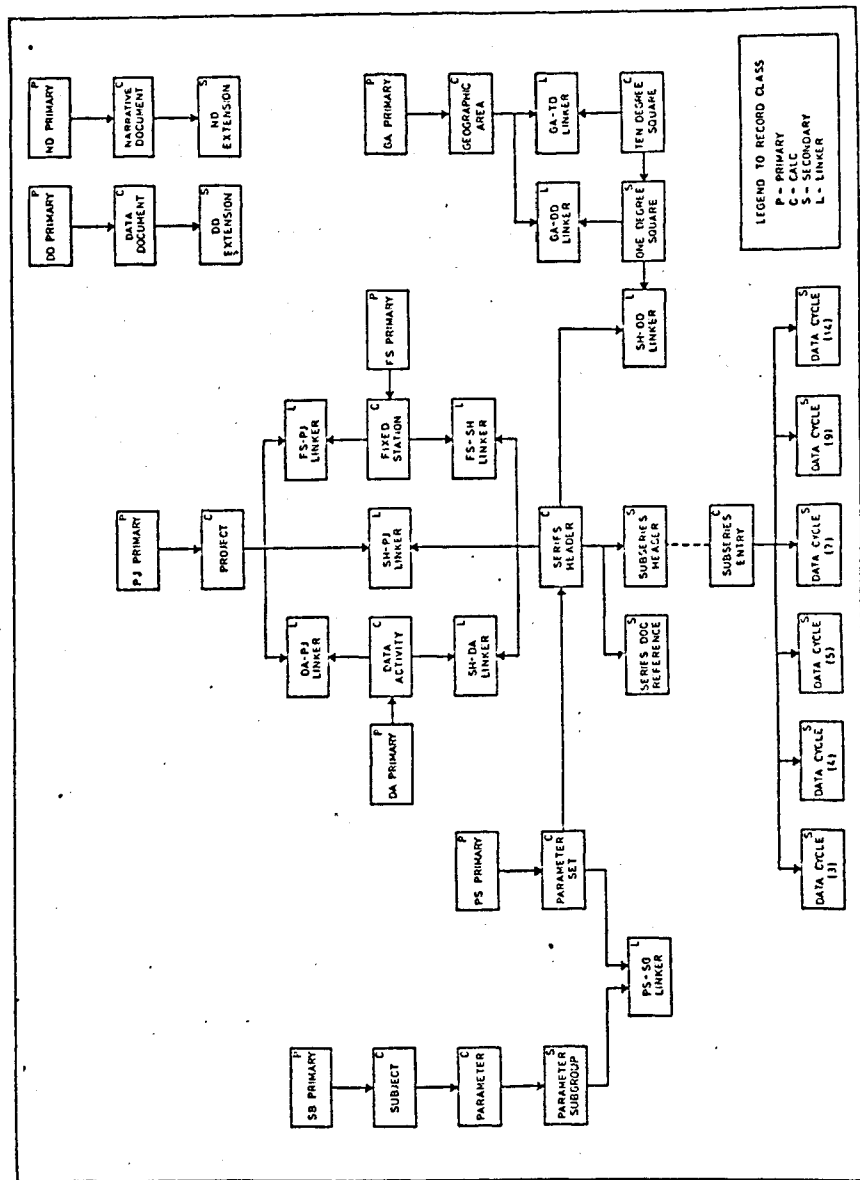 P
DD PRIMARY
P
ND PRIMARY
P
PJ PRIMARY
C
DATA
DOCUMENT
C
NARRATIVE
DOCUMENT
C
PROJECT
S
DD
EXTENSION
S
ND
EXTENSION
P
SB PRIMARY
L
DA-PJ
LINKER
L
SH-PJ
LINKER
L
FS-PJ
LINKER
C
SUBJECT
P
DA PRIMARY
C
DATA
ACTIVITY
C
FIXED
STATION
P
FS PRIMARY
P
GA PRIMARY
P
PS PRIMARY
C
PARAMETER
L
SH-DA
LINKER
L
FS-SH
LINKER
C
GEOGRAPHIC
AREA
S
PARAMETER
SUBGROUP
C
PARAMETER
SET
C
SERIES
HEADER
L
GA-OD
LINKER
L
GA-TD
LINKER
L
PS-SG
LINKER
S
SERIES DOC
REFERENCE
S
SUBSERIES
HEADER
L
SH-OD
LINKER
S
ONE DEGREE
SQUARE
C
TEN DEGREE
SQUARE
C
SUBSERIES
ENTRY
S
DATA CYCLE
(3)
S
DATA CYCLE
(4)
S
DATA CYCLE
(5)
S
DATA CYCLE
(7)
S
DATA CYCLE
(9)
S
DATA CYCLE
(14)
LEGEND TO RECORD CLASS
P - PRIMARY
C - CALC
S - SECONDARY
L - LINKER